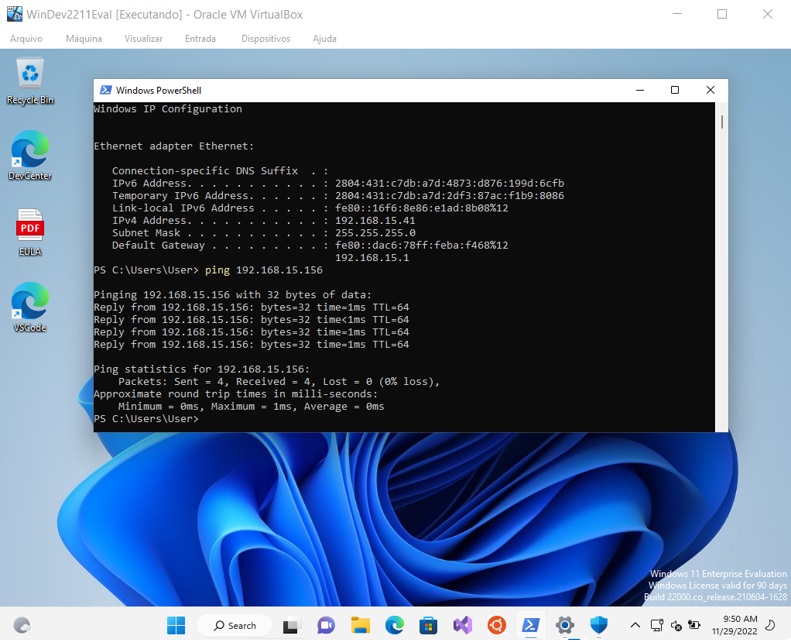 WinDev2211Eval [Executando] - Oracle VM VirtualBox
Arquivo Máquina Visualizar Entrada Dispositivos Ajuda
Recycle Bin
DevCenter
PDF
EULA
VSCode
Windows PowerShell
Windows IP Configuration
Ethernet adapter Ethernet:
Connection-specific DNS Suffix . :
IPv6 Address. . . . . . . . . . . : 2804:431:c7db:a7d:4873:d876:199d:6cfb
Temporary IPv6 Address. . . . . . : 2804:431:c7db:a7d:2df3:87ac:f1b9:8086
Link-local IPv6 Address . . . . . : fe80::16f6:8e86:e1ad:8b08%12
IPv4 Address. . . . . . . . . . . : 192.168.15.41
Subnet Mask . . . . . . . . . . . : 255.255.255.0
Default Gateway . . . . . . . . . : fe80::dac6:78ff:feba:f468%12
192.168.15.1
PS C:\Users\User> ping 192.168.15.156
Pinging 192.168.15.156 with 32 bytes of data:
Reply from 192.168.15.156: bytes=32 time=1ms TTL=64
Reply from 192.168.15.156: bytes=32 time<1ms TTL=64
Reply from 192.168.15.156: bytes=32 time=1ms TTL=64
Reply from 192.168.15.156: bytes=32 time=1ms TTL=64
Ping statistics for 192.168.15.156:
Packets: Sent = 4, Received = 4, Lost = 0 (0% loss),
Approximate round trip times in milli-seconds:
Minimum = 0ms, Maximum = 1ms, Average = 0ms
PS C:\Users\User>
Windows 11 Enterprise Evaluation
Windows License valid for 90 days
Build 22000.co_release.210604-1628
Search
9:50 AM
11/29/2022